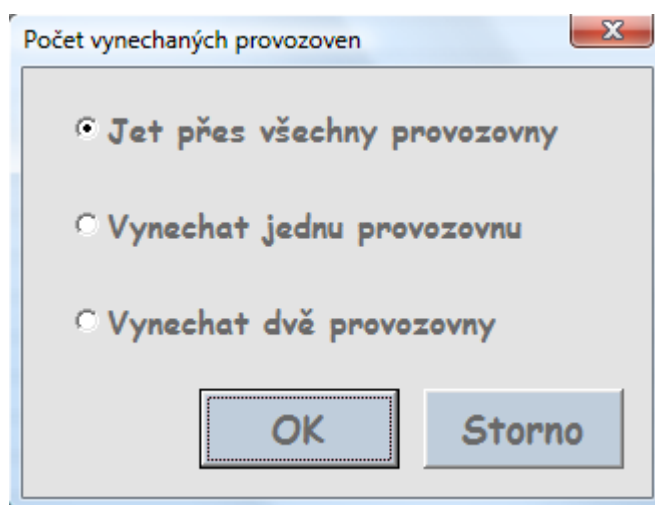 Počet vynechaných provozoven
Jet přes všechny provozovny
Vynechat jednu provozovnu
Vynechat dvě provozovny
OK Storno